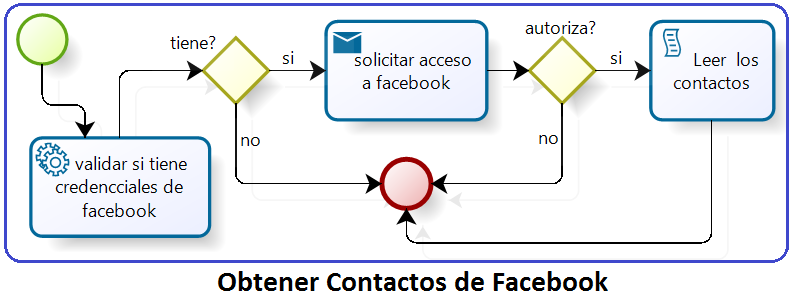 tiene?
si
solicitar acceso
a facebook
autoriza?
si
Leer los
contactos
no
no
validar si tiene
credencciales de
facebook
Obtener Contactos de Facebook